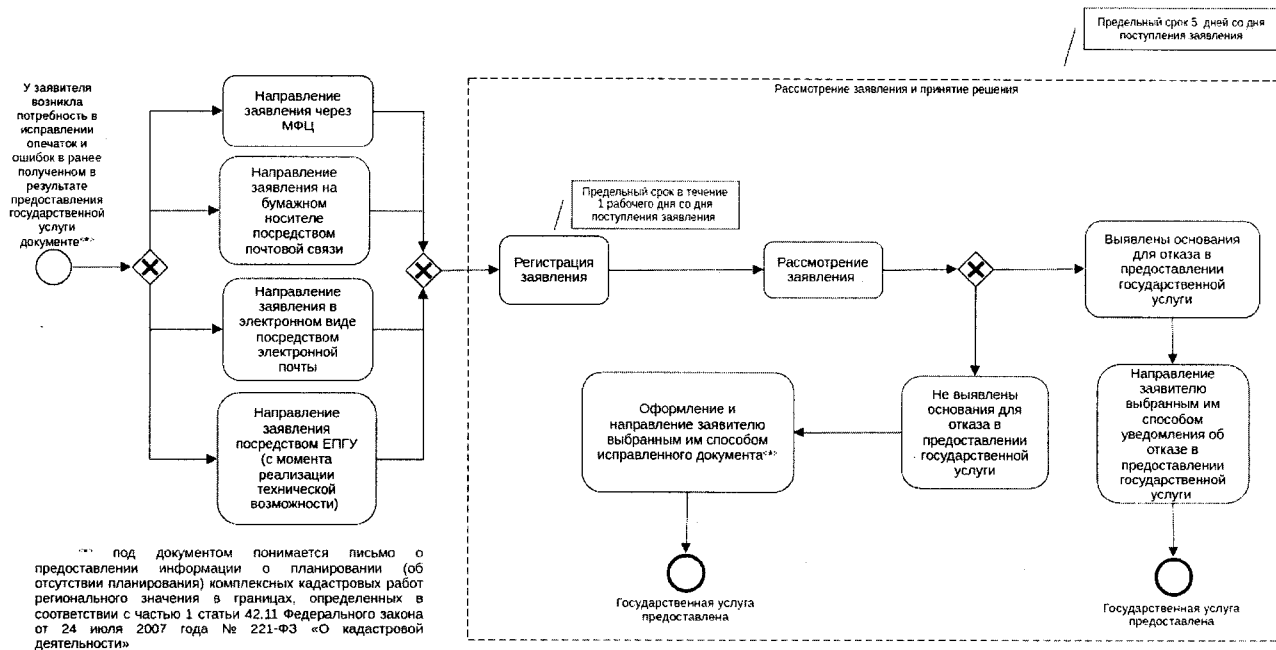 Предельный срок 5 дней со дня
поступления заявления
У заявителя
возникла
потребность в
исправлении
опечаток и
ошибок в ранее
полученном в
результате
предоставления
государственной
услуги
документе<*>
Направление
заявления через
МФЦ
Направление
заявления на
бумажном
носителе
посредством
почтовой связи
Направление
заявления в
электронном виде
посредством
электронной
почты
Направление
заявления
посредством ЕПГУ
(с момента
реализации
технической
возможности)
Рассмотрение заявления и принятие решения
Предельный срок в течение
1 рабочего дня со дня
поступления заявления
Регистрация
заявления
Рассмотрение
заявления
Выявлены основания
для отказа в
предоставлении
государственной
услуги
Не выявлены
основания для
отказа в
предоставлении
государственной
услуги
Оформление и
направление заявителю
выбранным им способом
исправленного документа<*>
Направление
заявителю
выбранным им
способом
уведомления об
отказе в
предоставлении
государственной
услуги
Государственная услуга
предоставлена
Государственная услуга
предоставлена
<*> под документом понимается письмо о
предоставлении информации о планировании (об
отсутствии планирования) комплексных кадастровых работ
регионального значения в границах, определенных в
соответствии с частью 1 статьи 42.11 Федерального закона
от 24 июля 2007 года № 221-ФЗ «О кадастровой
деятельности»